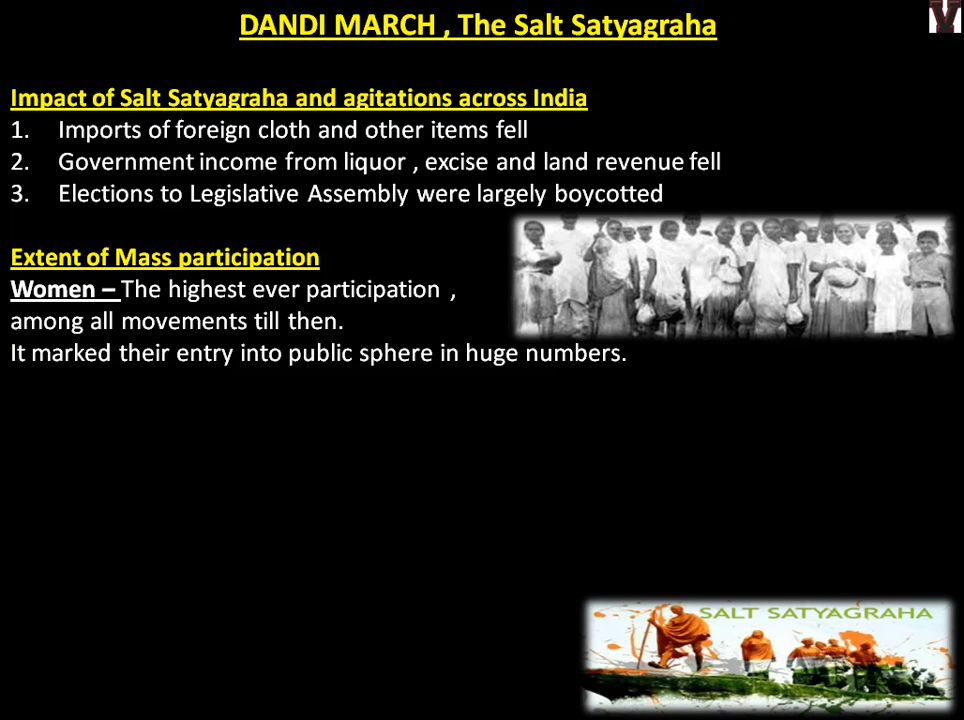 DANDI MARCH , The Salt Satyagraha
Impact of Salt Satyagraha and agitations across India
1. Imports of foreign cloth and other items fell
2. Government income from liquor , excise and land revenue fell
3. Elections to Legislative Assembly were largely boycotted
Extent of Mass participation
Women – The highest ever participation ,
among all movements till then.
It marked their entry into public sphere in huge numbers.
SALT SATYAGRAHA